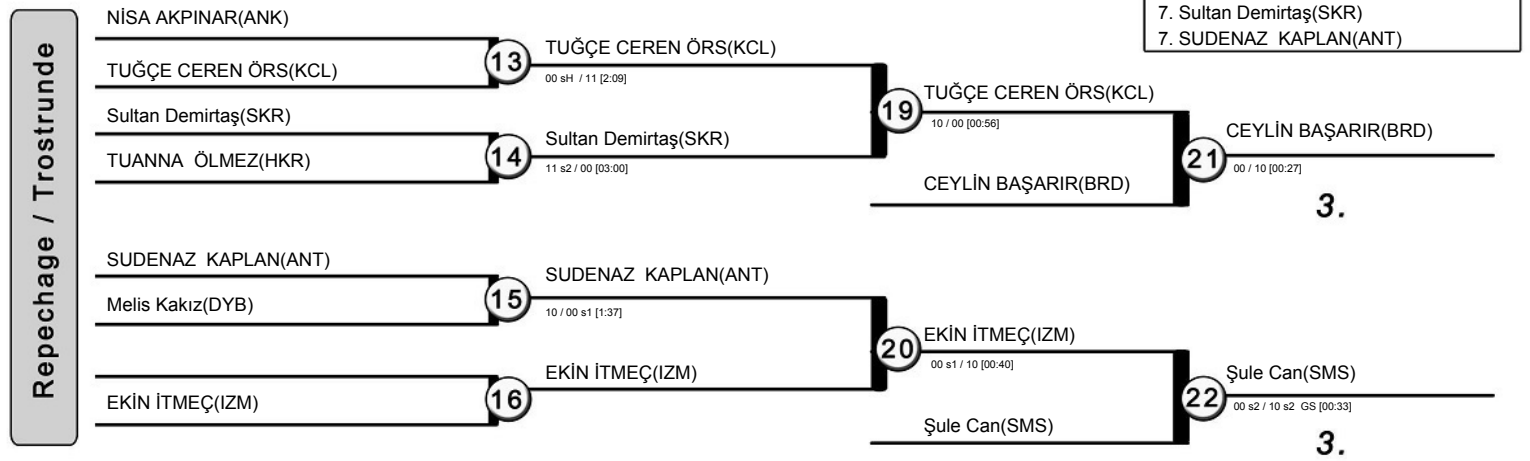 7. Sultan Demirtaş(SKR)
7. SUDENAZ KAPLAN(ANT)
Repechage / Trostrunde
NİSA AKPINAR(ANK)
TUĞÇE CEREN ÖRS(KCL)
13
TUĞÇE CEREN ÖRS(KCL)
00 sH / 11 [2:09]
Sultan Demirtaş(SKR)
TUANNA ÖLMEZ(HKR)
14
Sultan Demirtaş(SKR)
11 s2 / 00 [03:00]
19
TUĞÇE CEREN ÖRS(KCL)
10 / 00 [00:56]
CEYLİN BAŞARIR(BRD)
21
CEYLİN BAŞARIR(BRD)
00 / 10 [00:27]
3.
SUDENAZ KAPLAN(ANT)
Melis Kakız(DYB)
15
SUDENAZ KAPLAN(ANT)
10 / 00 s1 [1:37]
EKİN İTMEÇ(IZM)
16
EKİN İTMEÇ(IZM)
20
EKİN İTMEÇ(IZM)
00 s1 / 10 [00:40]
Şule Can(SMS)
22
Şule Can(SMS)
00 s2 / 10 s2 GS [00:33]
3.